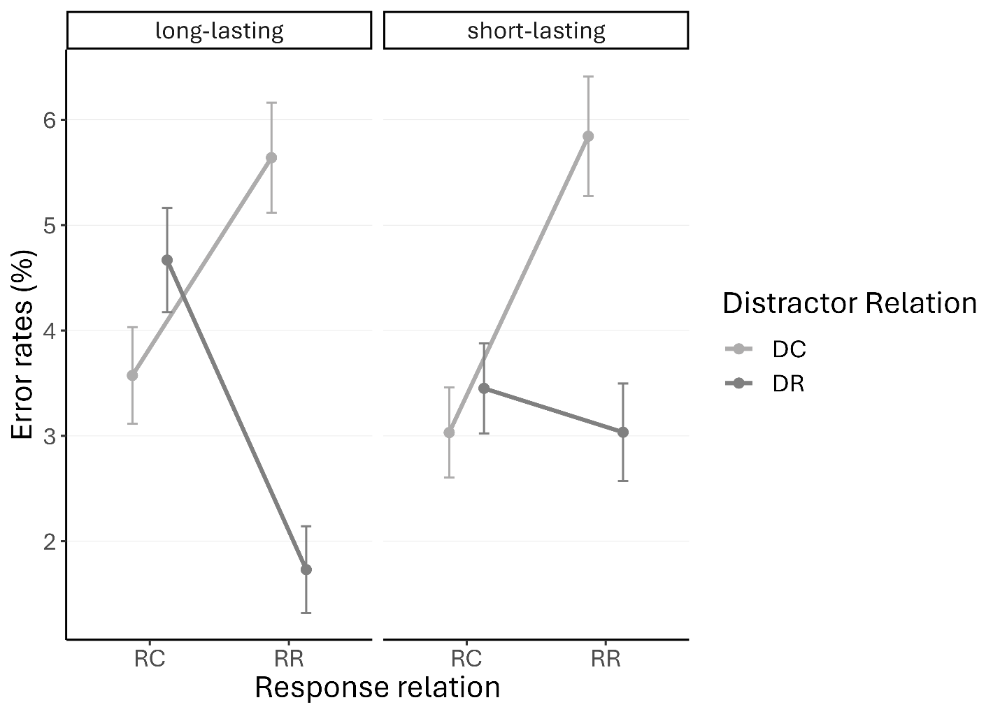 long-lasting
short-lasting
Error rates (%)
6
5
4
3
2
RC
RR
RC
RR
Response relation
Distractor Relation
DC
DR